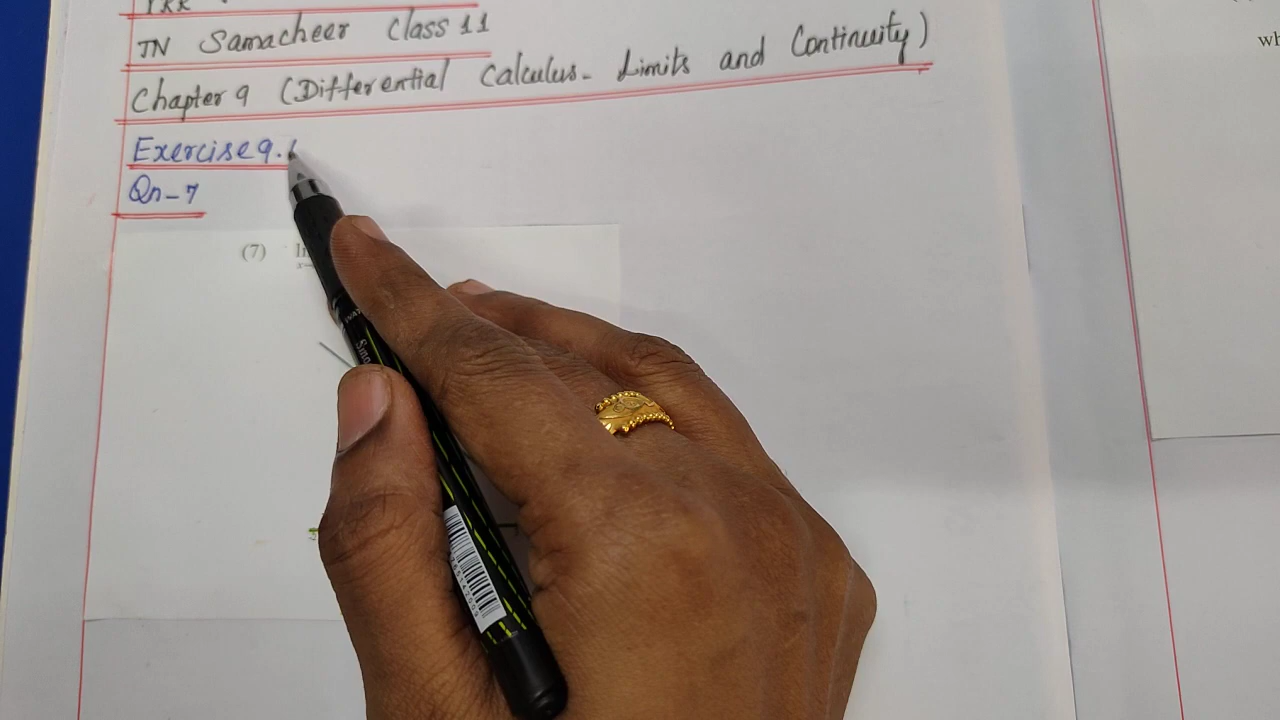 TN Samacheer Class 11
Chapter 9 (Differential Calculus - Limits and Continuity)
Exercise 9.
Qn - 7
(7)